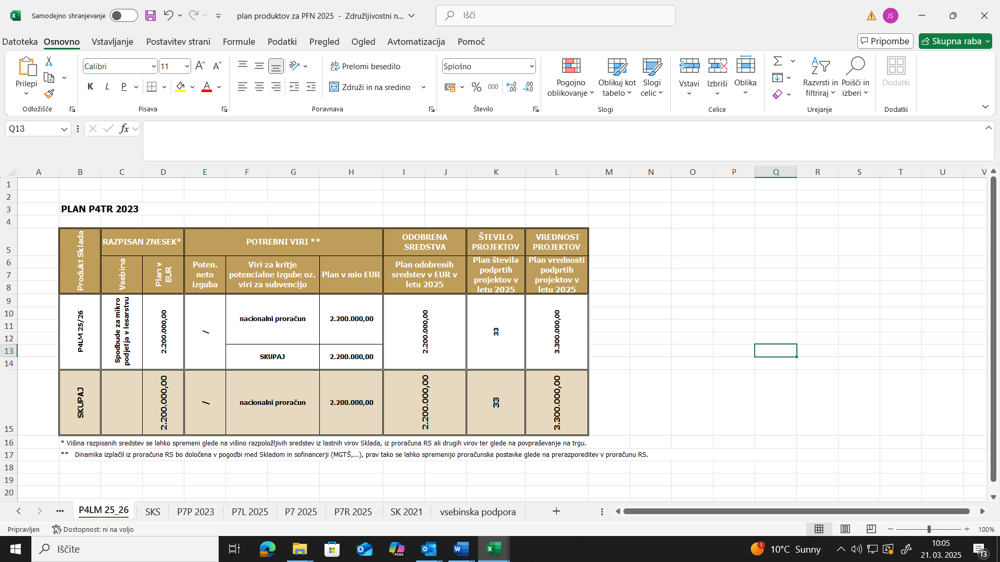 Samodejno shranjevanje
plan produktov za PFN 2025 - Združljivostni n...
Išči
JS
Datoteka Osnovno Vstavljanje Postavitev strani Formule Podatki Pregled Ogled Avtomatizacija Pomoč
Pripombe Skupna raba
Prilepi
Odložišče
Calibri 11
K L P A
Pisava
Prelomi besedilo
Združi in na sredino
Poravnava
Splošno
% 000
Število
Pogojno oblikovanje
Oblikuj kot tabelo
Slogi celic
Slogi
Vstavi Izbriši Oblika
Celice
Razvrsti in filtriraj
Poišči in izberi
Urejanje
Dodatki
Dodatki
Q13
fx
A B C D E F G H I J K L M N O P Q R S T U V
1
2
3
4
5
6
7
8
9
10
11
12
13
14
15
16
17
18
19
20
PLAN P4TR 2023
Produkt Sklada
RAZPISAN ZNESEK*
POTREBNI VIRI **
ODOBRENA SREDSTVA
ŠTEVILO PROJEKTOV
VREDNOST PROJEKTOV
Vsebina
Plan v EUR
Poten. neto izguba
Viri za kritje potencialne izgube oz. viri za subvencijo
Plan v mio EUR
Plan odobrenih sredstev v EUR v letu 2025
Plan števila podprtih projektov v letu 2025
Plan vrednosti podprtih projektov v letu 2025
P4LM 25/26
Spodbude za mikro podjetja v lesarstvu
2.200.000,00
/
nacionalni proračun
2.200.000,00
SKUPAJ
2.200.000,00
2.200.000,00
33
3.300.000,00
SKUPAJ
2.200.000,00
/
nacionalni proračun
2.200.000,00
2.200.000,00
33
3.300.000,00
* Višina razpisanih sredstev se lahko spremeni glede na višino razpoložljivih sredstev iz lastnih virov Sklada, iz proračuna RS ali drugih virov ter glede na povpraševanje na trgu.
** Dinamika izplačil iz proračuna RS bo določena v pogodbi med Skladom in sofinancerji (MGTŠ,...), prav tako se lahko spremenijo proračunske postavke glede na prerazporeditev v proračunu RS.
P4LM 25_26 SKS P7P 2023 P7L 2025 P7 2025 P7R 2025 SK 2021 vsebinska podpora
Pripravljen
Dostopnost: ni na voljo
100%
Iščite
M365
1
10°C Sunny
10:05
21. 03. 2025
13